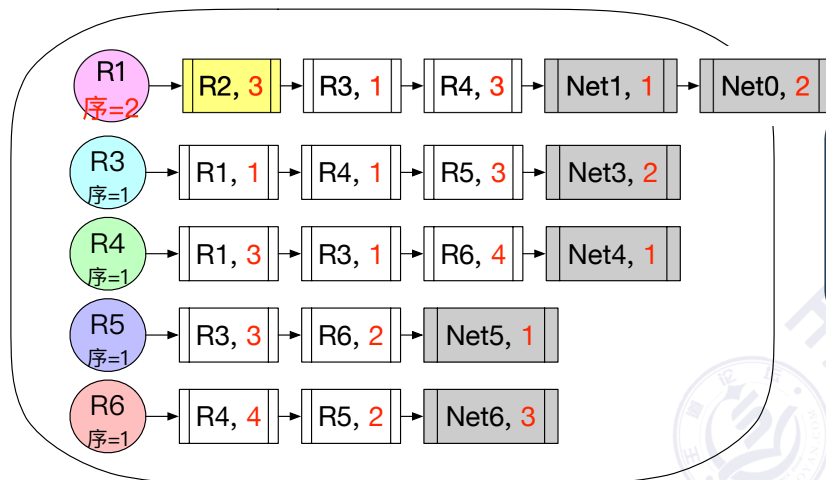 R1 序=2 R2, 3 R3, 1 R4, 3 Net1, 1 Net0, 2
R3 序=1 R1, 1 R4, 1 R5, 3 Net3, 2
R4 序=1 R1, 3 R3, 1 R6, 4 Net4, 1
R5 序=1 R3, 3 R6, 2 Net5, 1
R6 序=1 R4, 4 R5, 2 Net6, 3